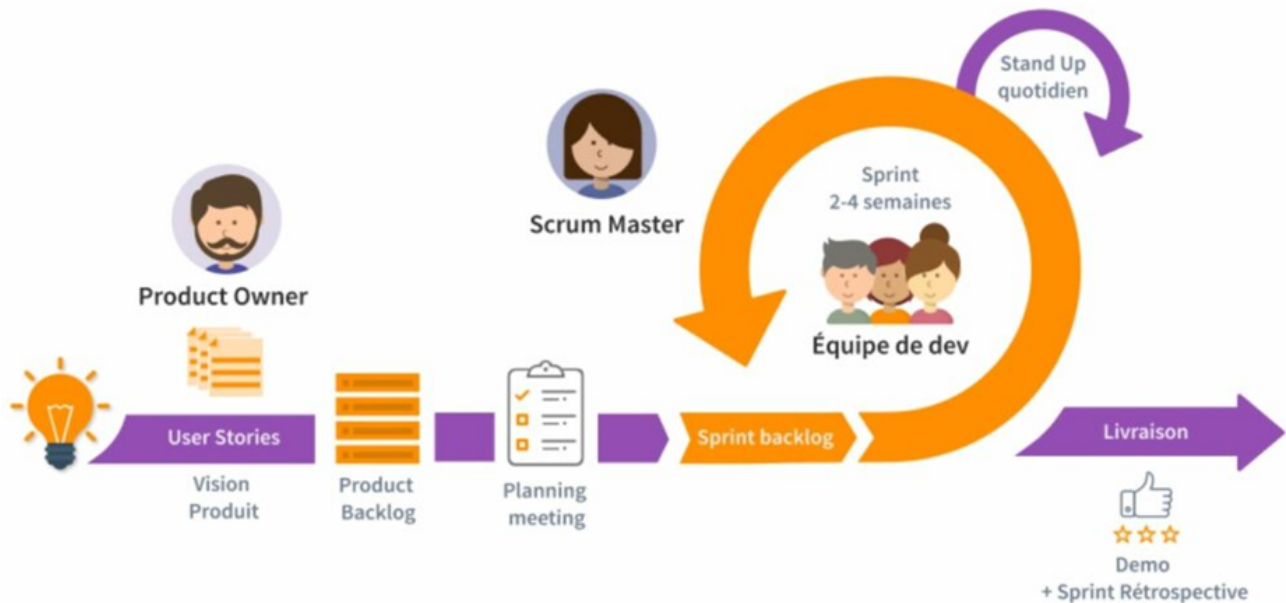 Stand Up
quotidien
Sprint
2-4 semaines
Scrum Master
Product Owner
Équipe de dev
User Stories
Sprint backlog
Livraison
Vision
Produit
Product
Backlog
Planning
meeting
Demo
+ Sprint Rétrospective